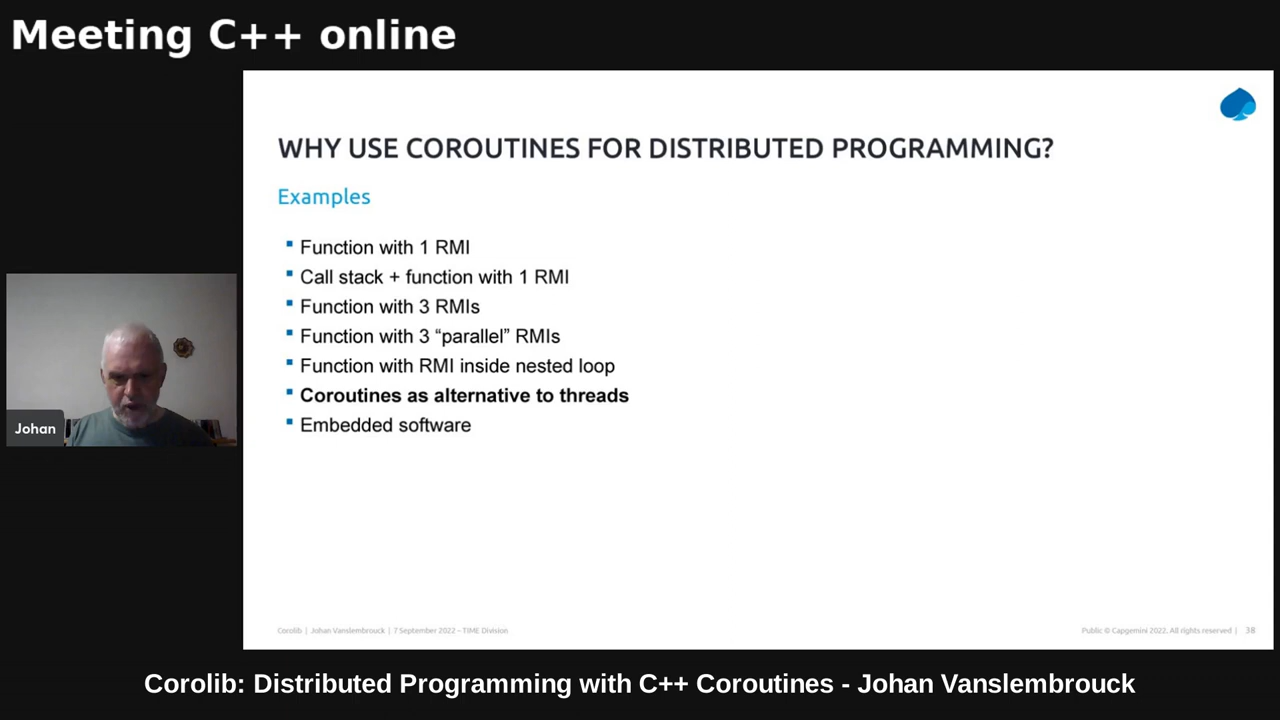 Meeting C++ online
WHY USE COROUTINES FOR DISTRIBUTED PROGRAMMING?
Examples
Function with 1 RMI
Call stack + function with 1 RMI
Function with 3 RMIs
Function with 3 “parallel” RMIs
Function with RMI inside nested loop
Coroutines as alternative to threads
Embedded software
Johan
Corolib | Johan Vanslembrouck | 7 September 2022 – TIME Division
Public © Capgemini 2022. All rights reserved | 38
Corolib: Distributed Programming with C++ Coroutines - Johan Vanslembrouck